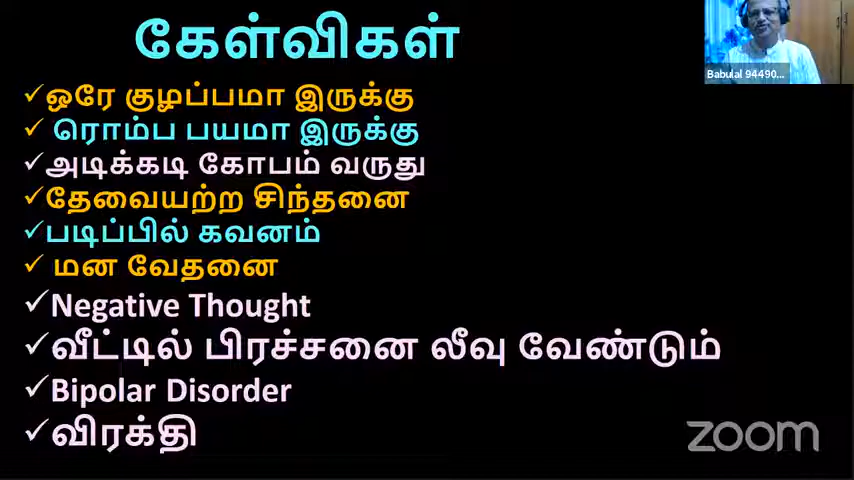 கேள்விகள்
✓ஒரே குழப்பமா இருக்கு
✓ ரொம்ப பயமா இருக்கு
✓அடிக்கடி கோபம் வருது
✓தேவையற்ற சிந்தனை
✓படிப்பில் கவனம்
✓ மன வேதனை
✓Negative Thought
✓வீட்டில் பிரச்சனை லீவு வேண்டும்
✓Bipolar Disorder
✓விரக்தி
Babulal 94490...
zoom